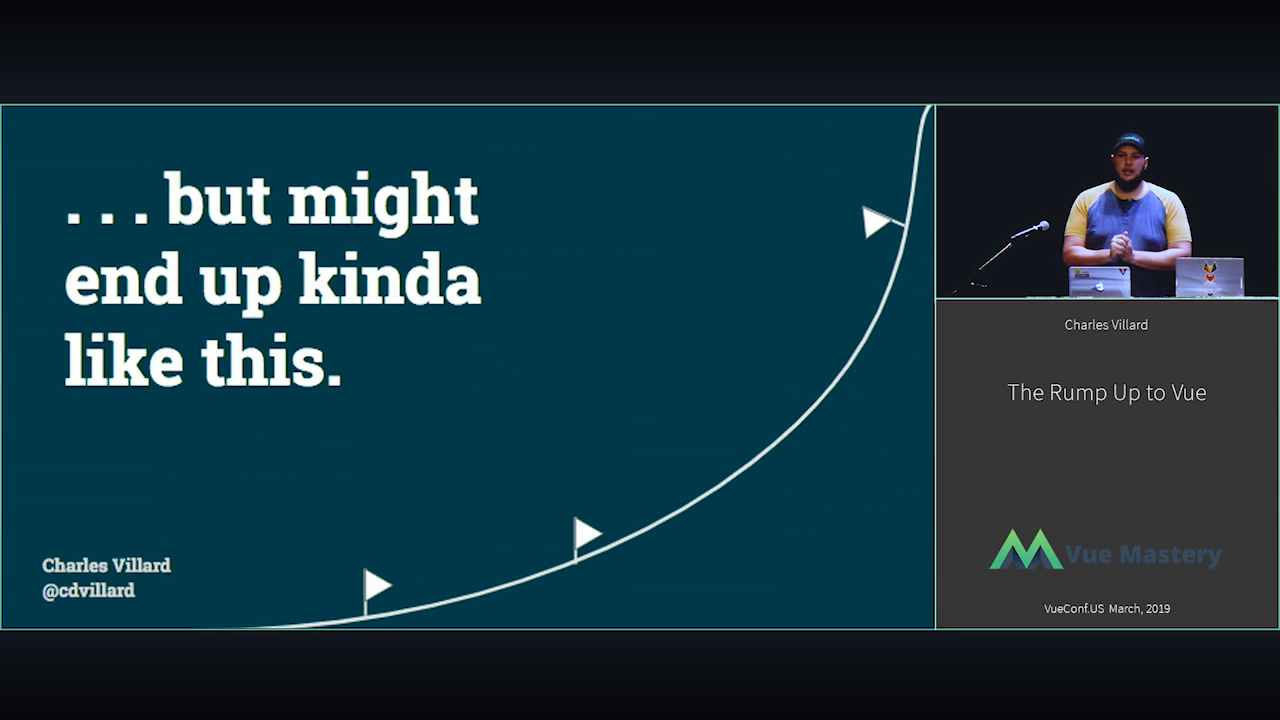 . . . but might
end up kinda
like this.
Charles Villard
@cdvillard
Charles Villard
The Rump Up to Vue
Vue Mastery
VueConf.US March, 2019